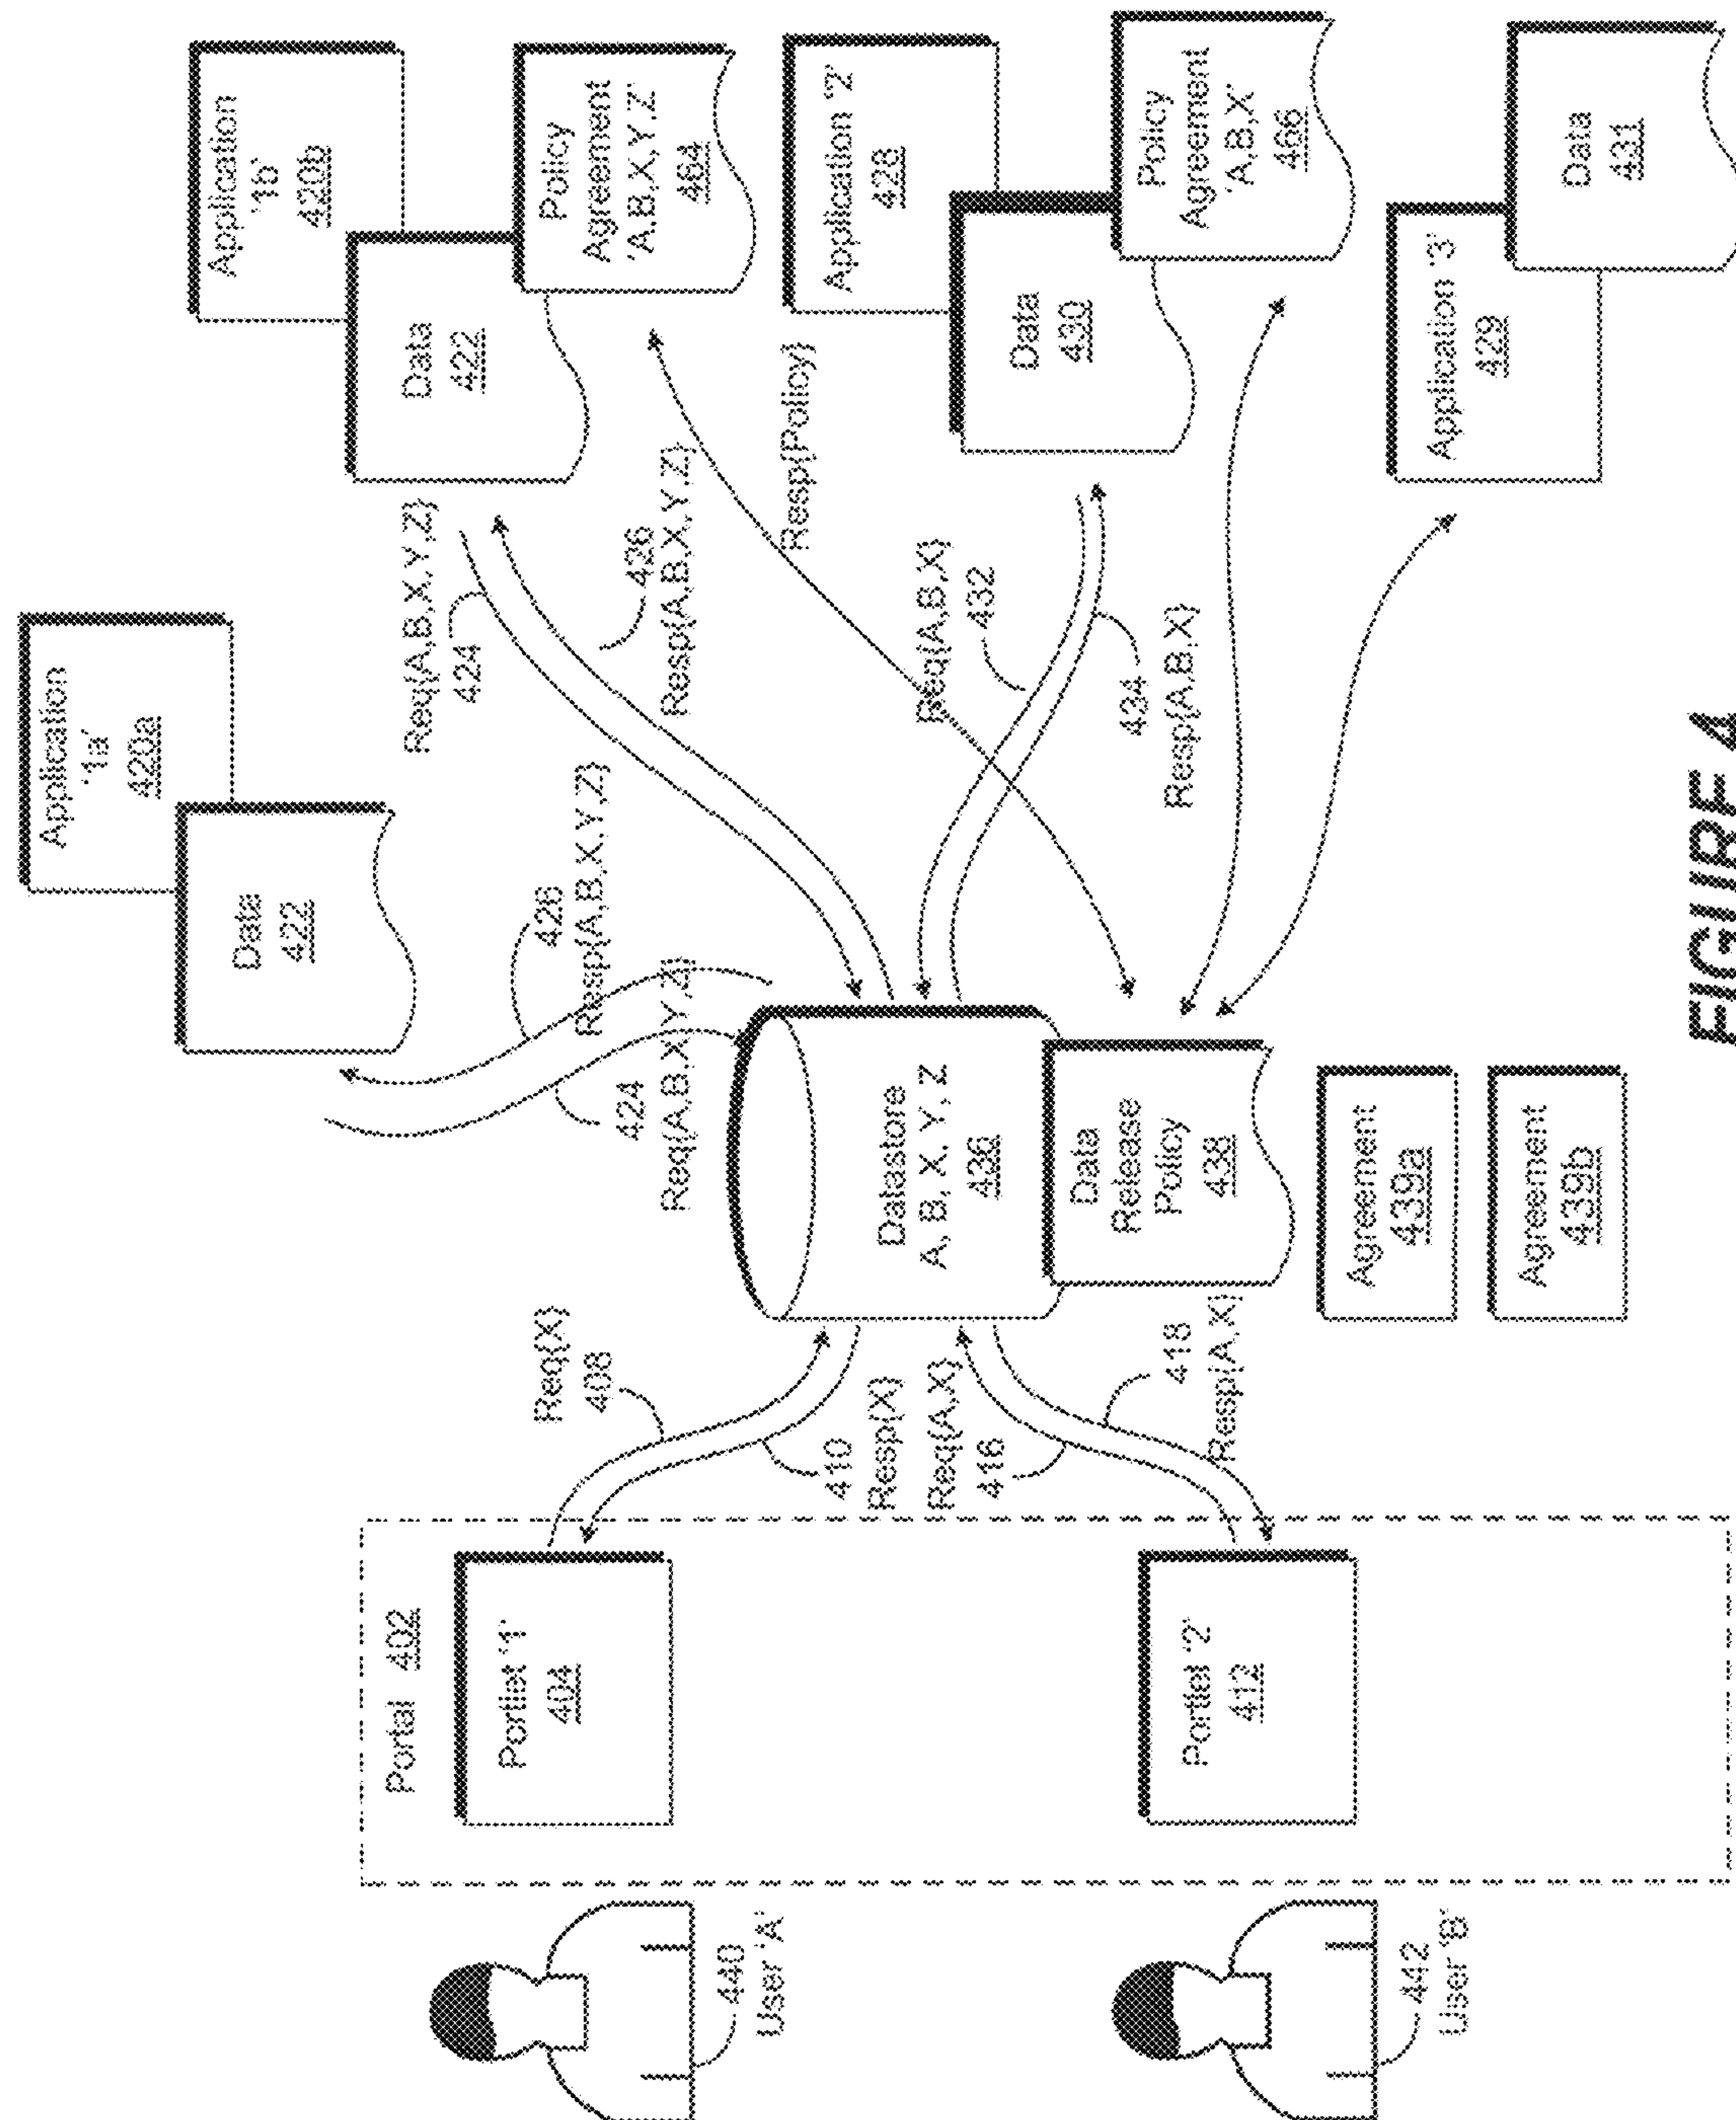 Application
'1a'
420a
Data
422
Application
'1b'
420b
Data
422
Policy
Agreement
'A,B,X,Y,Z'
464
Portal 402
Portlet '1'
404
440
User 'A'
Req{X}
408
410
Resp{X}
424
Req{A,B,X,Y,Z}
426
Resp{A,B,X,Y,Z}
Req{A,B,X,Y,Z}
424
426
Resp{A,B,X,Y,Z}
Resp{Policy}
Application '2'
428
Data
430
Policy
Agreement
'A,B,X'
466
Req{A,B,X}
432
434
Resp{A,B,X}
Datastore
A, B, X, Y, Z
436
Data
Release
Policy
438
Req{A,X}
416
418
Resp{A,X}
Portlet '2'
412
442
User 'B'
Agreement
439a
Agreement
439b
Application '3'
429
Data
431
FIGURE 4